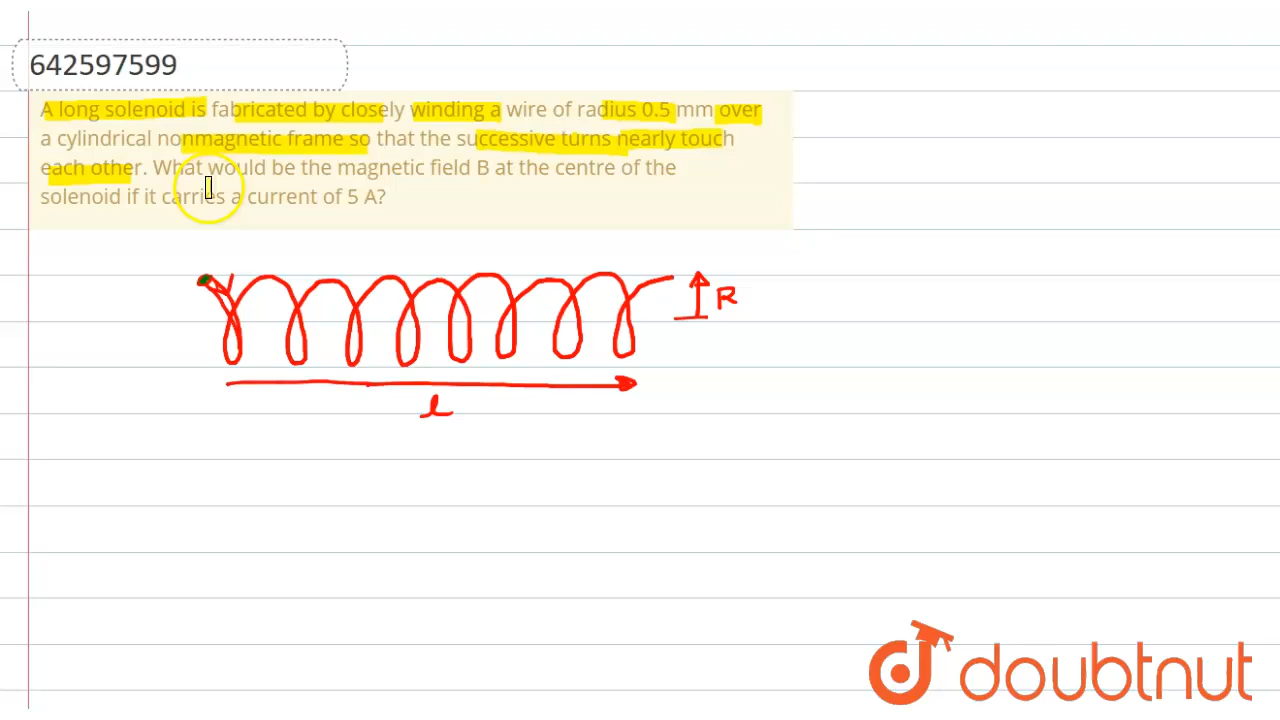 642597599
A long solenoid is fabricated by closely winding a wire of radius 0.5 mm over
a cylindrical nonmagnetic frame so that the successive turns nearly touch
each other. What would be the magnetic field B at the centre of the
solenoid if it carries a current of 5 A?
R
l
doubtnut